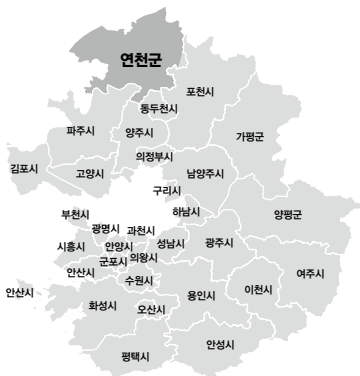 연천군
포천시
동두천시
파주시
양주시
가평군
의정부시
김포시
고양시
남양주시
구리시
부천시
하남시
양평군
광명시
과천시
시흥시
안양시
성남시
광주시
군포시
의왕시
여주시
안산시
수원시
안산시
용인시
이천시
화성시
오산시
안성시
평택시